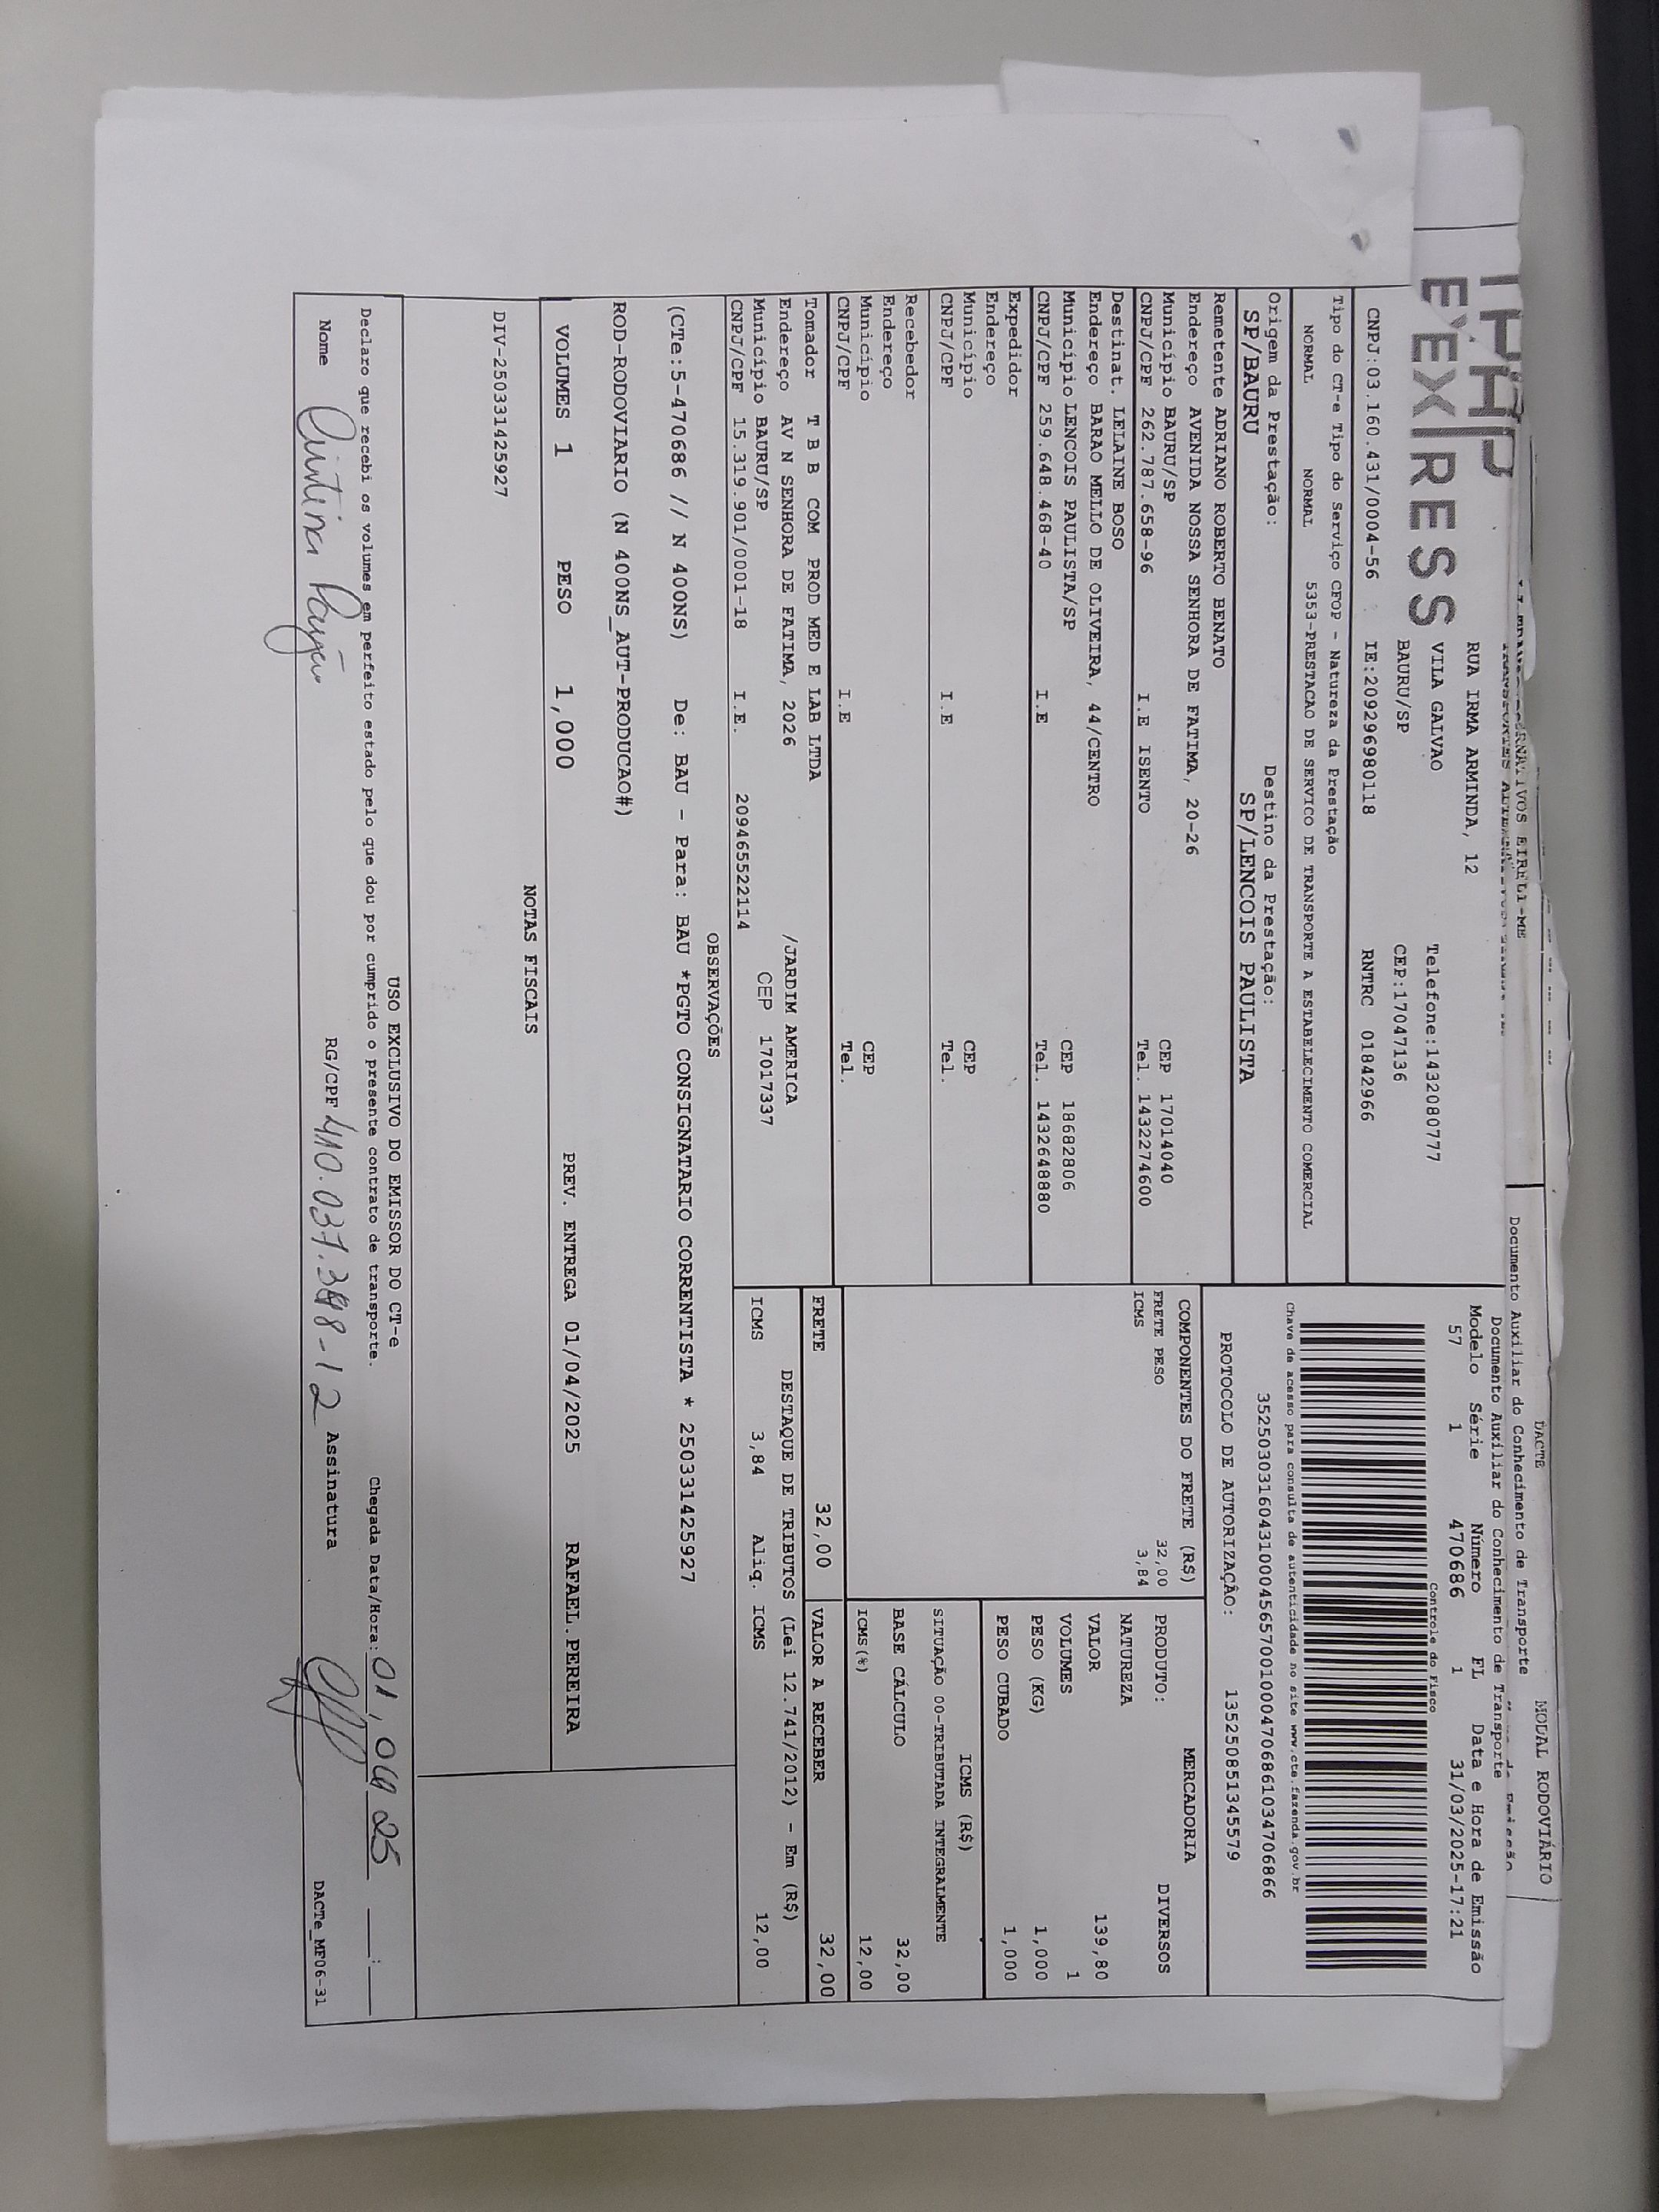 DACTE MODAL RODOVIÁRIO
Documento Auxiliar do Conhecimento de Transporte
Documento Auxiliar do Conhecimento de Transporte
EXPRESS
RUA IRMA ARMINDA, 12
VILA GALVAO Telefone:1432080777
BAURU/SP CEP:17047136
CNPJ:03.160.431/0004-56 IE:209296980118 RNTRC 01842966
Modelo Série Número FL Data e Hora de Emissão
57 1 470686 1 31/03/2025-17:21
Controle do Fisco
Chave de acesso para consulta de autenticidade no site www.cte.fazenda.gov.br
35250303160431000456570010004706861034706866
PROTOCOLO DE AUTORIZAÇÃO: 135250851345579
Tipo do CT-e Tipo do Serviço CFOP - Natureza da Prestação
NORMAL NORMAL 5353-PRESTACAO DE SERVICO DE TRANSPORTE A ESTABELECIMENTO COMERCIAL
Origem da Prestação: Destino da Prestação:
SP/BAURU SP/LENCOIS PAULISTA
Remetente ADRIANO ROBERTO BENATO
Endereço AVENIDA NOSSA SENHORA DE FATIMA, 20-26
Município BAURU/SP CEP 17014040
CNPJ/CPF 262.787.658-96 I.E ISENTO Tel. 1432274600
Destinat. LELAINE BOSO
Endereço BARAO MELLO DE OLIVEIRA, 44/CENTRO
Município LENCOIS PAULISTA/SP CEP 18682806
CNPJ/CPF 259.648.468-40 I.E Tel. 1432648880
Expedidor
Endereço
Município CEP
CNPJ/CPF I.E Tel.
Recebedor
Endereço
Município CEP
CNPJ/CPF I.E Tel.
Tomador T B B COM PROD MED E LAB LTDA
Endereço AV N SENHORA DE FATIMA, 2026 /JARDIM AMERICA
Município BAURU/SP CEP 17017337
CNPJ/CPF 15.319.901/0001-18 I.E. 209465522114
COMPONENTES DO FRETE (R$)
FRETE PESO 32,00
ICMS 3,84
MERCADORIA
PRODUTO: DIVERSOS
NATUREZA
VALOR 139,80
VOLUMES 1
PESO (KG) 1,000
PESO CUBADO 1,000
ICMS (R$)
SITUAÇÃO 00-TRIBUTADA INTEGRALMENTE
BASE CÁLCULO 32,00
ICMS(%) 12,00
FRETE 32,00 VALOR A RECEBER 32,00
DESTAQUE DE TRIBUTOS (Lei 12.741/2012) - Em (R$)
ICMS 3,84 Aliq. ICMS 12,00
OBSERVAÇÕES
(CTe:5-470686 // N 400NS) De: BAU - Para: BAU *PGTO CONSIGNATARIO CORRENTISTA * 250331425927
ROD-RODOVIARIO (N 400NS_AUT-PRODUCAO#)
VOLUMES 1 PESO 1,000 PREV. ENTREGA 01/04/2025 RAFAEL.PEREIRA
NOTAS FISCAIS
DIV-250331425927
USO EXCLUSIVO DO EMISSOR DO CT-e
Declaro que recebi os volumes em perfeito estado pelo que dou por cumprido o presente contrato de transporte. Chegada Data/Hora: 01, 04 25 __:__
Nome RG/CPF 410.037.398-12 Assinatura DACTe_MF06-31